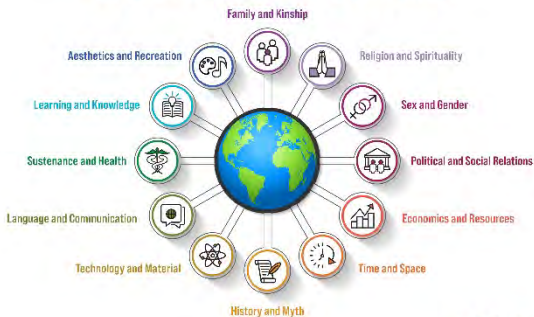 Family and Kinship
Aesthetics and Recreation
Religion and Spirituality
Learning and Knowledge
Sex and Gender
Sustenance and Health
Political and Social Relations
Language and Communication
Economics and Resources
Technology and Material
Time and Space
History and Myth